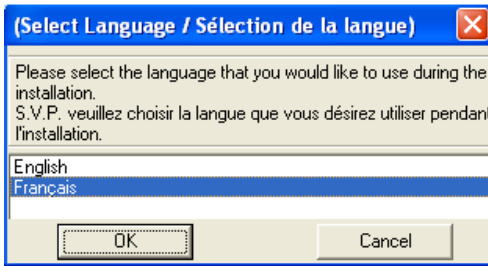 (Select Language / Sélection de la langue)
Please select the language that you would like to use during the
installation.
S.V.P. veuillez choisir la langue que vous désirez utiliser pendant
l'installation.
English
Français
OK
Cancel